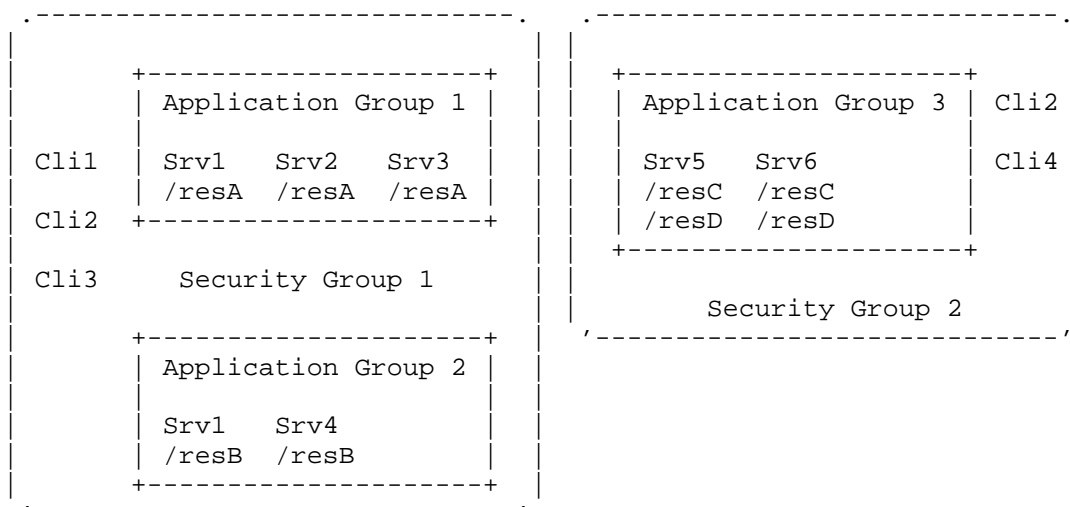 Application Group 1
Application Group 3 Cli2
Cli1 Srv1 Srv2 Srv3
/resA /resA /resA
Srv5 Srv6 Cli4
/resC /resC
Cli2
/resD /resD
Cli3 Security Group 1
Security Group 2
Application Group 2
Srv1 Srv4
/resB /resB